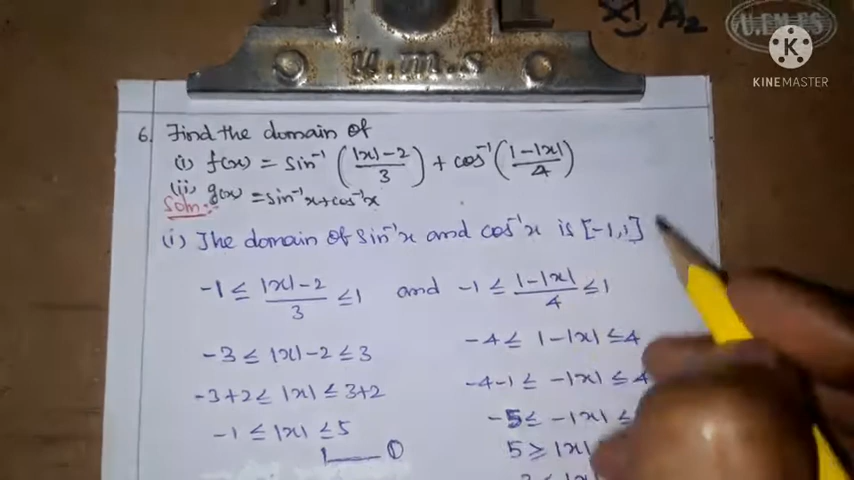 U.E.M.E.S
KINEMASTER
U.M.S
6. Find the domain of
(i) f(x) = sin⁻¹ ((|x|-2)/3) + cos⁻¹ ((1-|x|)/4)
(ii) g(x) = sin⁻¹x + cos⁻¹x
Soln:-
(i) The domain of sin⁻¹x and cos⁻¹x is [-1,1]
-1 ≤ (|x|-2)/3 ≤ 1 and -1 ≤ (1-|x|)/4 ≤ 1
-3 ≤ |x|-2 ≤ 3
-4 ≤ 1-|x| ≤ 4
-3+2 ≤ |x| ≤ 3+2
-4-1 ≤ -|x| ≤ 4
-1 ≤ |x| ≤ 5
-5 ≤ -|x| ≤
①
5 ≥ |x|